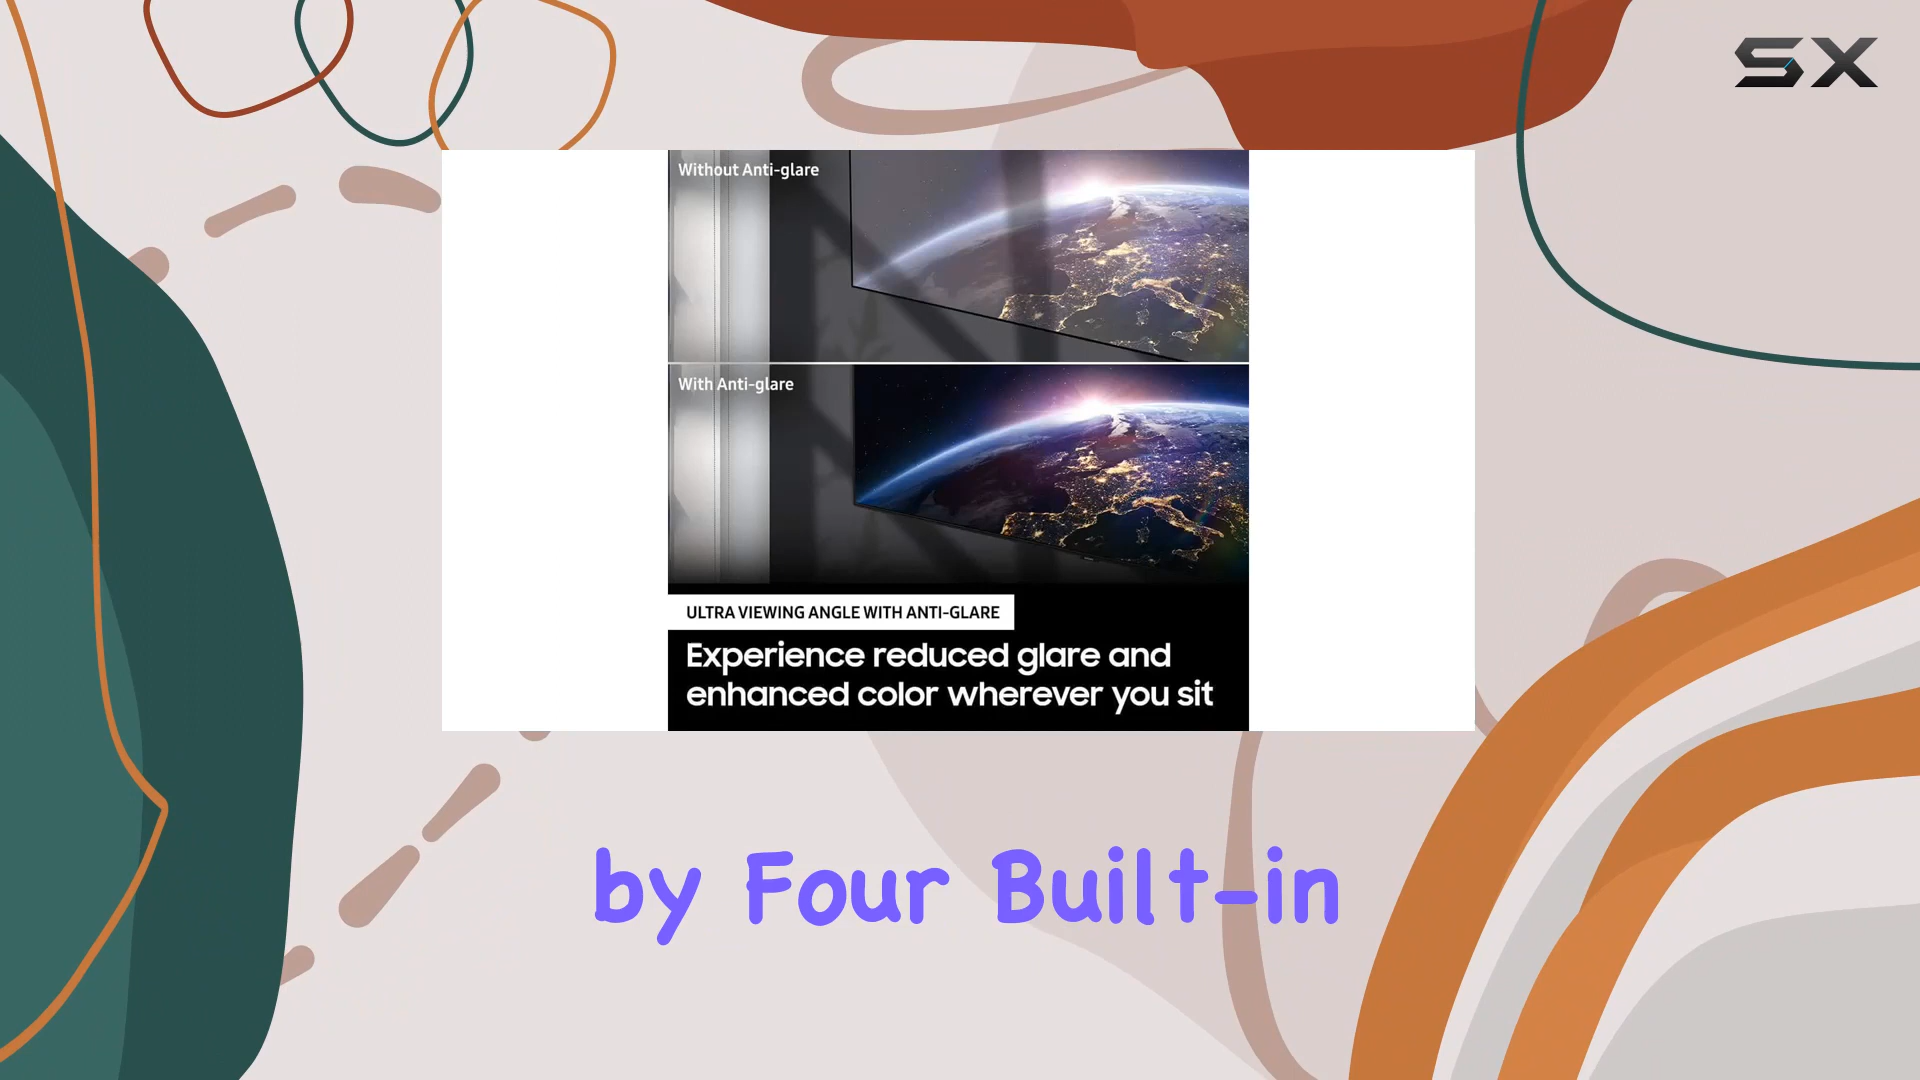 SX
Without Anti-glare
With Anti-glare
ULTRA VIEWING ANGLE WITH ANTI-GLARE
Experience reduced glare and
enhanced color wherever you sit
by Four Built-in